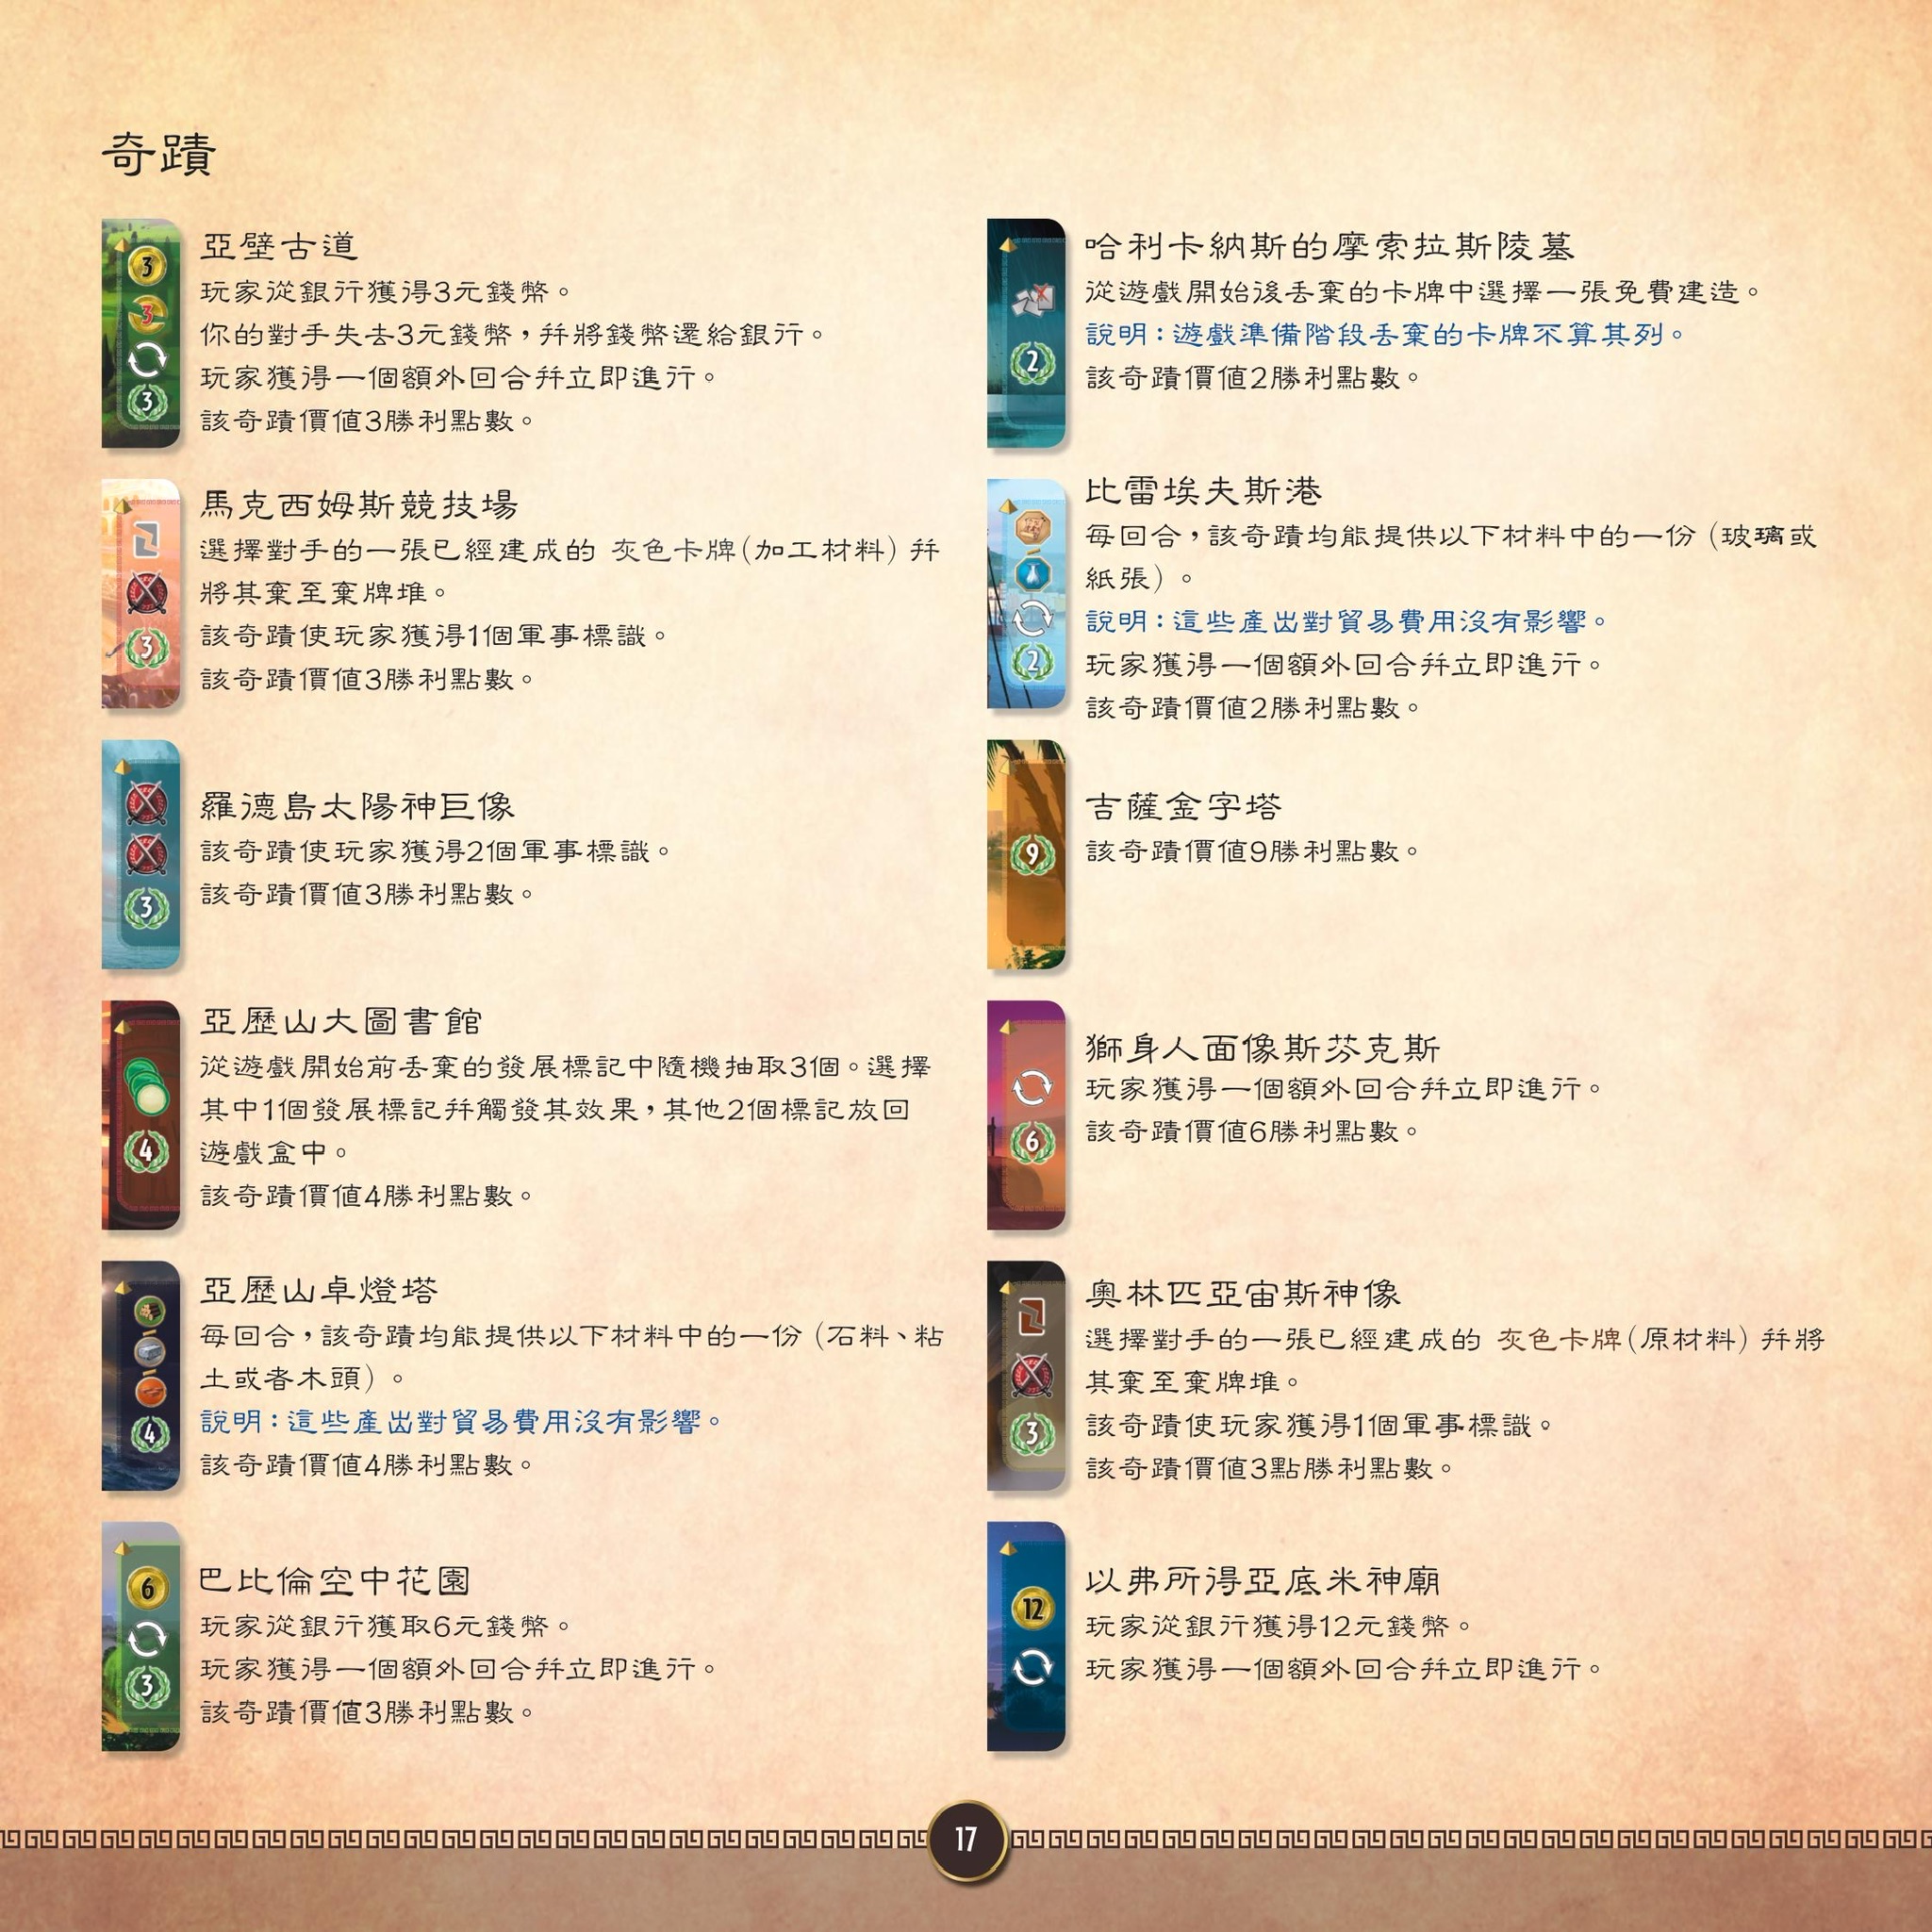 奇蹟
亞壁古道
玩家從銀行獲得3元錢幣。
你的對手失去3元錢幣，幷將錢幣還給銀行。
玩家獲得一個額外回合幷立即進行。
該奇蹟價值3勝利點數。
3
3
3
馬克西姆斯競技場
選擇對手的一張已經建成的 灰色卡牌(加工材料) 幷
將其棄至棄牌堆。
該奇蹟使玩家獲得1個軍事標識。
該奇蹟價值3勝利點數。
3
羅德島太陽神巨像
該奇蹟使玩家獲得2個軍事標識。
該奇蹟價值3勝利點數。
3
亞歷山大圖書館
從遊戲開始前丟棄的發展標記中隨機抽取3個。選擇
其中1個發展標記幷觸發其效果，其他2個標記放回
遊戲盒中。
該奇蹟價值4勝利點數。
4
亞歷山卓燈塔
每回合，該奇蹟均能提供以下材料中的一份 (石料、粘
土或者木頭) 。
說明：這些產出對貿易費用沒有影響。
該奇蹟價值4勝利點數。
4
巴比倫空中花園
玩家從銀行獲取6元錢幣。
玩家獲得一個額外回合幷立即進行。
該奇蹟價值3勝利點數。
6
3
哈利卡納斯的摩索拉斯陵墓
從遊戲開始後丟棄的卡牌中選擇一張免費建造。
說明：遊戲準備階段丟棄的卡牌不算其列。
該奇蹟價值2勝利點數。
2
比雷埃夫斯港
每回合，該奇蹟均能提供以下材料中的一份 (玻璃或
紙張) 。
說明：這些產出對貿易費用沒有影響。
玩家獲得一個額外回合幷立即進行。
該奇蹟價值2勝利點數。
2
吉薩金字塔
該奇蹟價值9勝利點數。
9
獅身人面像斯芬克斯
玩家獲得一個額外回合幷立即進行。
該奇蹟價值6勝利點數。
6
奧林匹亞宙斯神像
選擇對手的一張已經建成的 灰色卡牌(原材料) 幷將
其棄至棄牌堆。
該奇蹟使玩家獲得1個軍事標識。
該奇蹟價值3點勝利點數。
3
以弗所得亞底米神廟
玩家從銀行獲得12元錢幣。
玩家獲得一個額外回合幷立即進行。
12
17